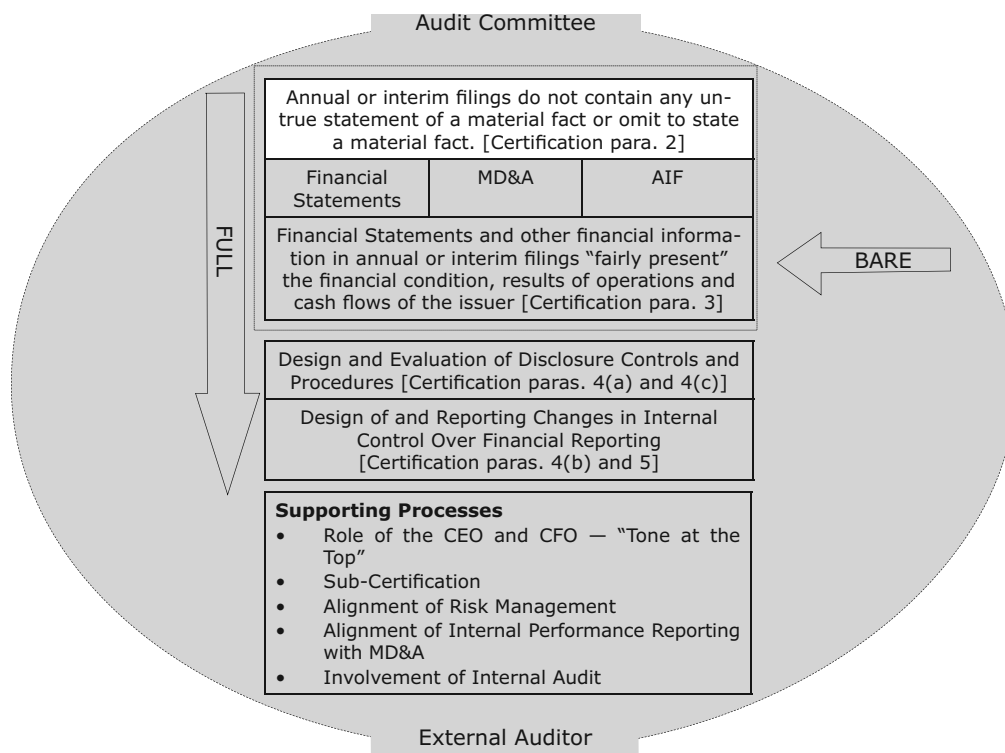 Audit Committee
Annual or interim filings do not contain any un-
true statement of a material fact or omit to state
a material fact. [Certification para. 2]
Financial
Statements
MD&A
AIF
Financial Statements and other financial informa-
tion in annual or interim filings “fairly present”
the financial condition, results of operations and
cash flows of the issuer [Certification para. 3]
FULL
BARE
Design and Evaluation of Disclosure Controls and
Procedures [Certification paras. 4(a) and 4(c)]
Design of and Reporting Changes in Internal
Control Over Financial Reporting
[Certification paras. 4(b) and 5]
Supporting Processes
• Role of the CEO and CFO — “Tone at the
Top”
• Sub-Certification
• Alignment of Risk Management
• Alignment of Internal Performance Reporting
with MD&A
• Involvement of Internal Audit
External Auditor